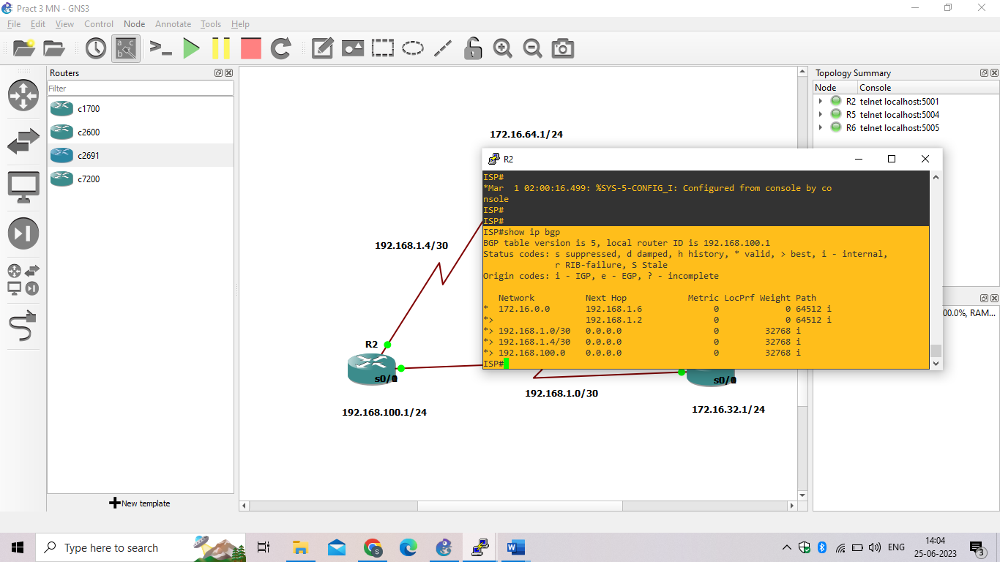 Pract 3 MN - GNS3
File Edit View Control Node Annotate Tools Help
Routers
Filter
c1700
c2600
c2691
c7200
New template
172.16.64.1/24
192.168.1.4/30
R2
s0/0
192.168.100.1/24
192.168.1.0/30
s0/0
172.16.32.1/24
R2
ISP#
*Mar  1 02:00:16.499: %SYS-5-CONFIG_I: Configured from console by co
nsole
ISP#
ISP#
ISP#show ip bgp
BGP table version is 5, local router ID is 192.168.100.1
Status codes: s suppressed, d damped, h history, * valid, > best, i - internal,
r RIB-failure, S Stale
Origin codes: i - IGP, e - EGP, ? - incomplete
Network Next Hop Metric LocPrf Weight Path
*  172.16.0.0 192.168.1.6 0 0 64512 i
*> 192.168.1.2 0 0 64512 i
*> 192.168.1.0/30 0.0.0.0 0 32768 i
*> 192.168.1.4/30 0.0.0.0 0 32768 i
*> 192.168.100.0 0.0.0.0 0 32768 i
ISP#
Topology Summary
Node Console
R2 telnet localhost:5001
R5 telnet localhost:5004
R6 telnet localhost:5005
00.0%, RAM...
Type here to search
ENG
14:04
25-06-2023
3